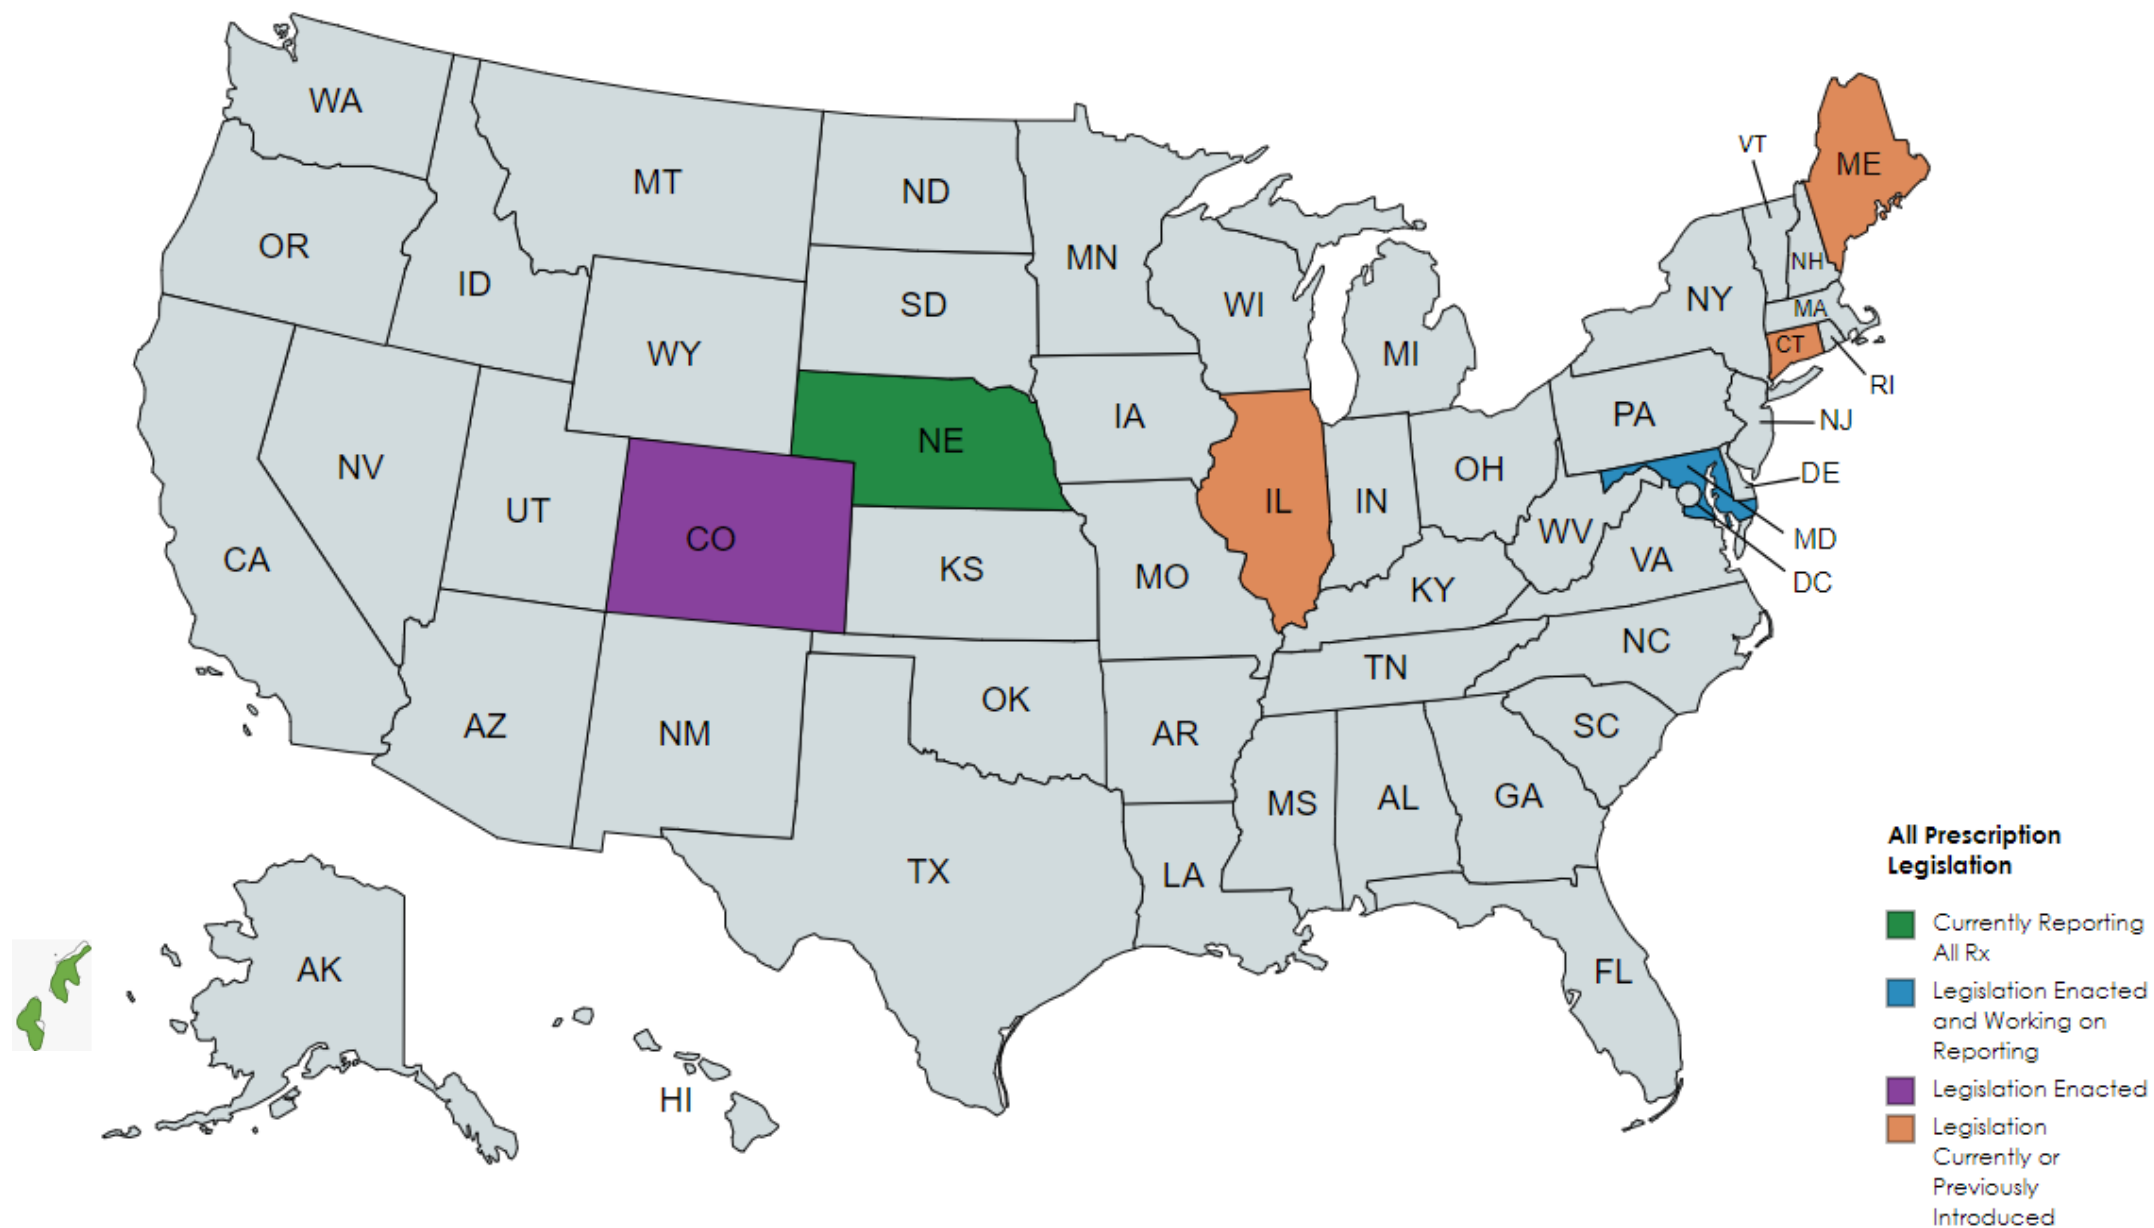 WA
MT
ND
MN
VT
ME
OR
ID
SD
WI
NY
NH
MA
WY
MI
CT
RI
NE
IA
PA
NJ
NV
UT
CO
IL
IN
OH
DE
WV
MD
CA
KS
MO
KY
VA
DC
AZ
NM
OK
AR
TN
NC
SC
MS
AL
GA
TX
LA
FL
AK
HI
All Prescription
Legislation
Currently Reporting
All Rx
Legislation Enacted
and Working on
Reporting
Legislation Enacted
Legislation
Currently or
Previously
Introduced